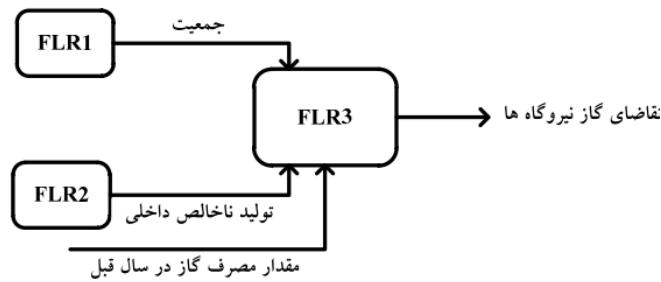 جمعیت
FLR1
FLR3
تقاضای گاز نیروگاه ها
FLR2
تولید ناخالص داخلی
مقدار مصرف گاز در سال قبل